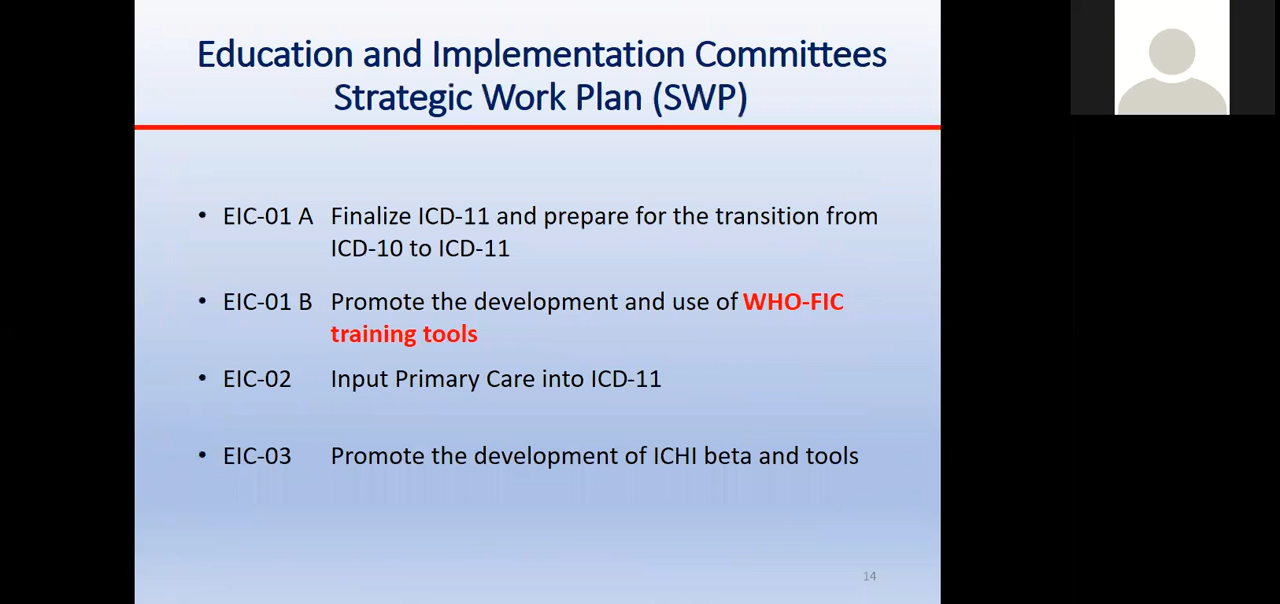 Education and Implementation Committees
Strategic Work Plan (SWP)
• EIC-01 A Finalize ICD-11 and prepare for the transition from
ICD-10 to ICD-11
• EIC-01 B Promote the development and use of WHO-FIC
training tools
• EIC-02 Input Primary Care into ICD-11
• EIC-03 Promote the development of ICHI beta and tools
14